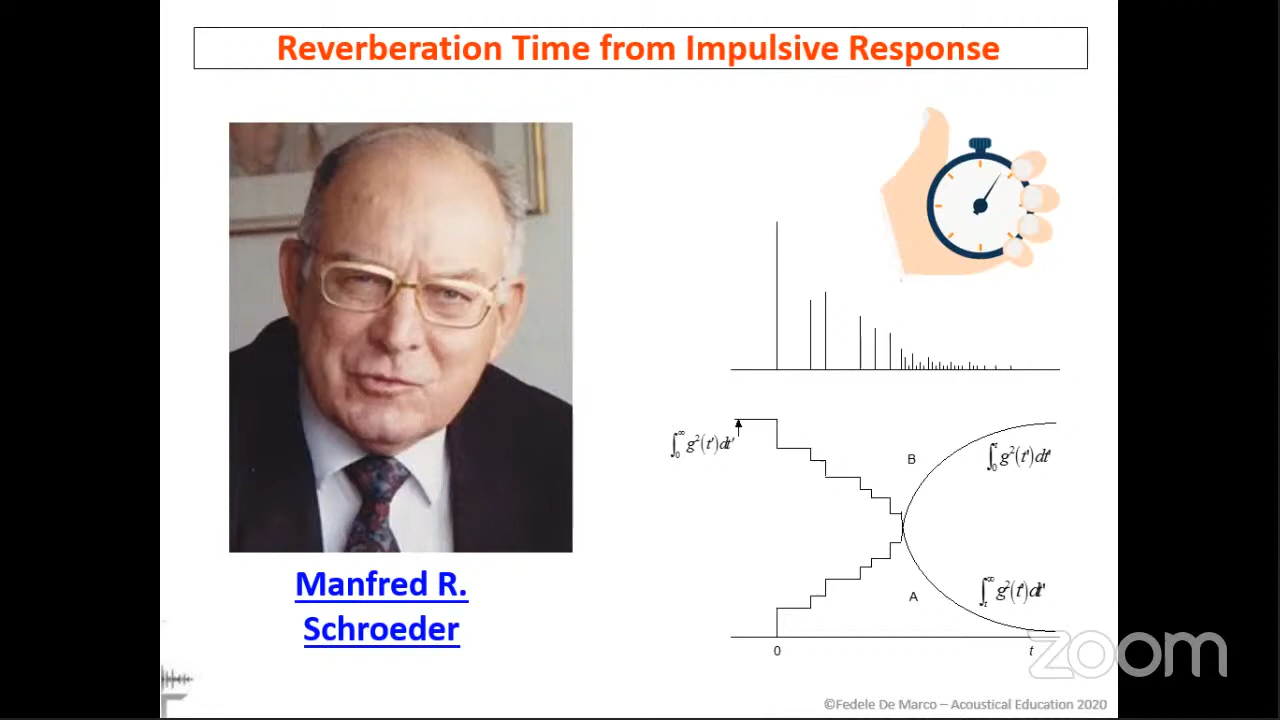 Reverberation Time from Impulsive Response
∫₀^∞ g²(t')dt'
B
∫₀^t g²(t')dt'
A
∫ₜ^∞ g²(t')dt'
0
t
Manfred R.
Schroeder
zoom
©Fedele De Marco – Acoustical Education 2020